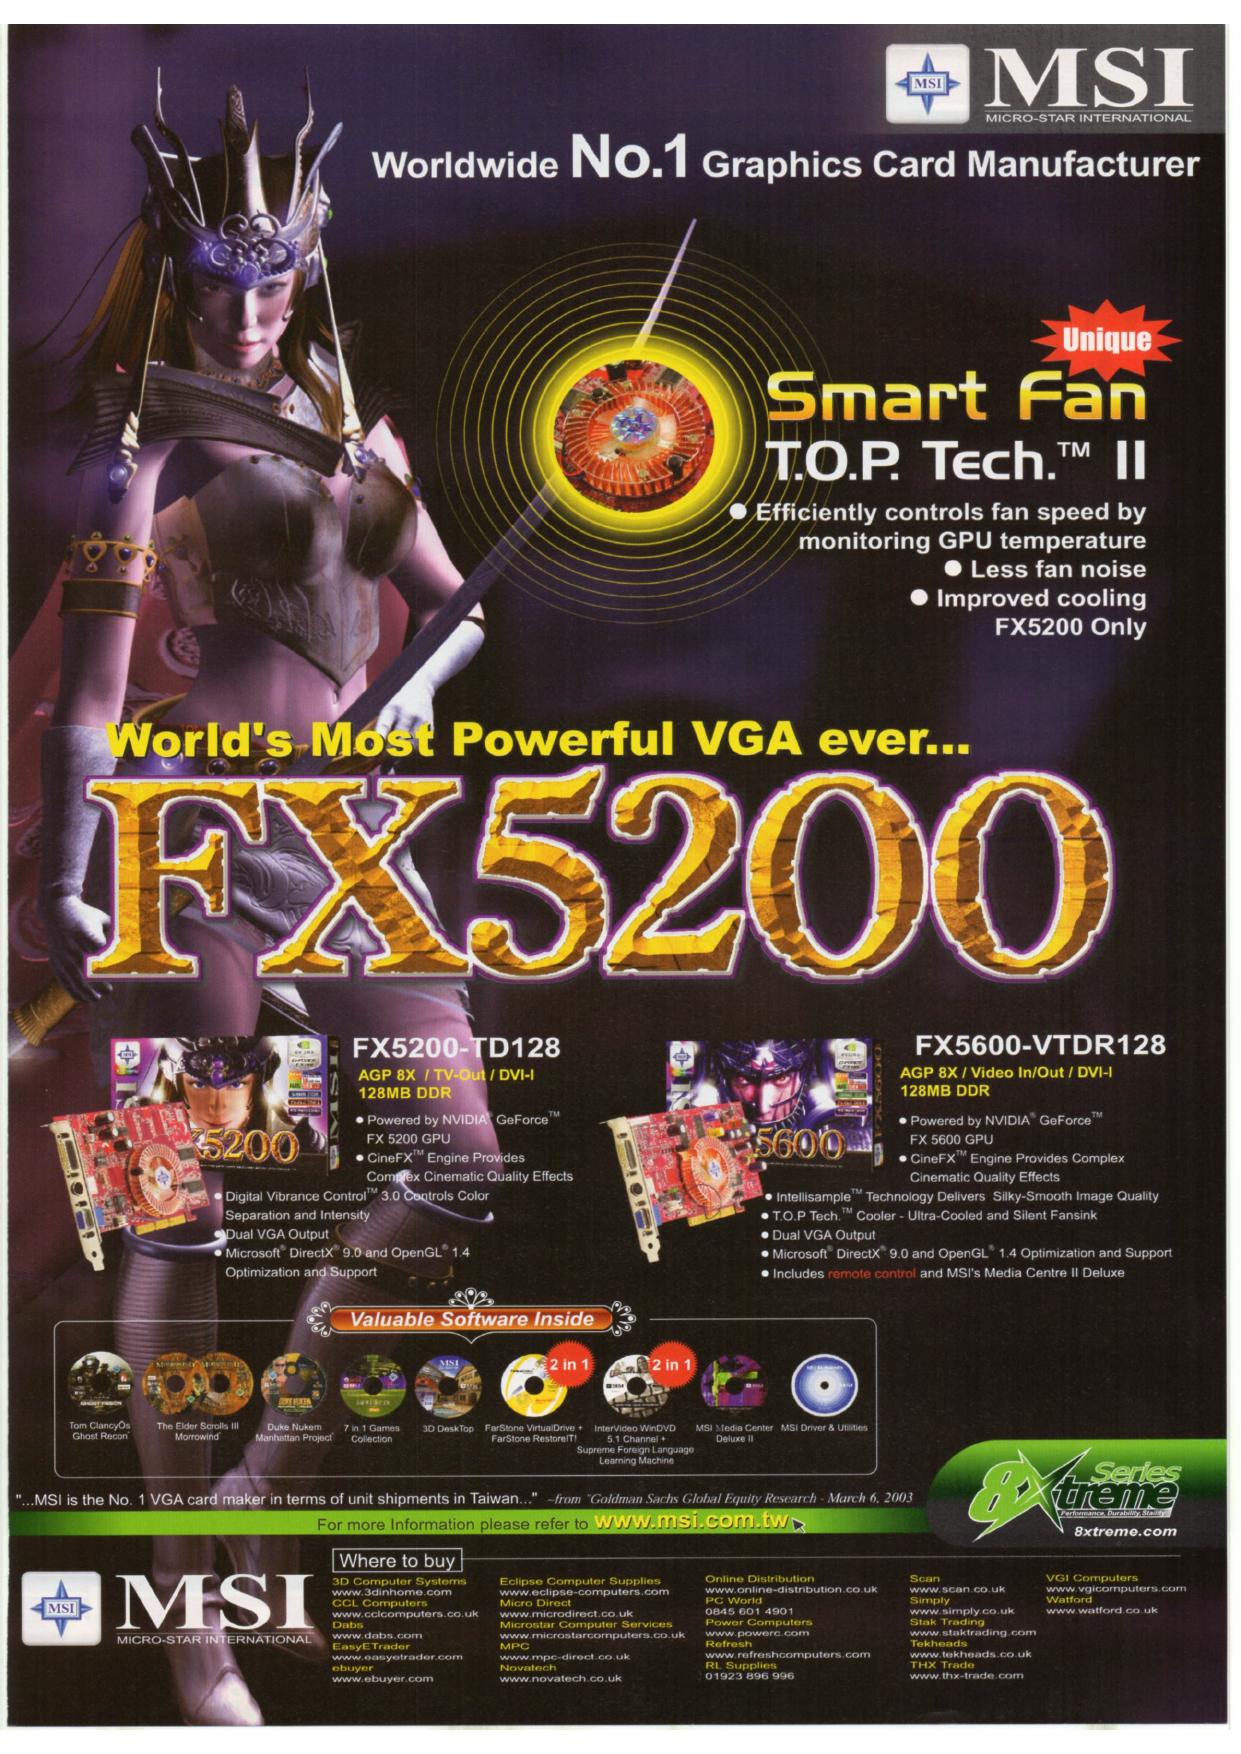 MSI
MSI
MICRO-STAR INTERNATIONAL
Worldwide No.1 Graphics Card Manufacturer
Unique
Smart Fan
T.O.P. Tech.™ II
● Efficiently controls fan speed by
monitoring GPU temperature
● Less fan noise
● Improved cooling
FX5200 Only
World's Most Powerful VGA ever...
FX5200
FX5200-TD128
AGP 8X / TV-Out / DVI-I
128MB DDR
● Powered by NVIDIA® GeForce™
FX 5200 GPU
● CineFX™ Engine Provides
Complex Cinematic Quality Effects
● Digital Vibrance Control™ 3.0 Controls Color
Separation and Intensity
● Dual VGA Output
● Microsoft® DirectX® 9.0 and OpenGL® 1.4
Optimization and Support
X5200
FX5600-VTDR128
AGP 8X / Video In/Out / DVI-I
128MB DDR
● Powered by NVIDIA® GeForce™
FX 5600 GPU
● CineFX™ Engine Provides Complex
Cinematic Quality Effects
● Intellisample™ Technology Delivers Silky-Smooth Image Quality
● T.O.P Tech.™ Cooler - Ultra-Cooled and Silent Fansink
● Dual VGA Output
● Microsoft® DirectX® 9.0 and OpenGL® 1.4 Optimization and Support
● Includes remote control and MSI's Media Centre II Deluxe
5600
Valuable Software Inside
2 in 1
2 in 1
Tom ClancyÕs
Ghost Recon
The Elder Scrolls III
Morrowind
Duke Nukem
Manhattan Project
7 in 1 Games
Collection
3D DeskTop
FarStone VirtualDrive +
FarStone RestoreIT!
InterVideo WinDVD
5.1 Channel +
Supreme Foreign Language
Learning Machine
MSI Media Center
Deluxe II
MSI Driver & Utilities
"...MSI is the No. 1 VGA card maker in terms of unit shipments in Taiwan..." ~from "Goldman Sachs Global Equity Research - March 6, 2003
For more Information please refer to www.msi.com.tw
8Xtreme Series
Performance, Durability, Staility
8xtreme.com
MSI
MSI
MICRO-STAR INTERNATIONAL
Where to buy
3D Computer Systems
www.3dinhome.com
CCL Computers
www.cclcomputers.co.uk
Dabs
www.dabs.com
EasyETrader
www.easyetrader.com
ebuyer
www.ebuyer.com
Eclipse Computer Supplies
www.eclipse-computers.com
Micro Direct
www.microdirect.co.uk
Microstar Computer Services
www.microstarcomputers.co.uk
MPC
www.mpc-direct.co.uk
Novatech
www.novatech.co.uk
Online Distribution
www.online-distribution.co.uk
PC World
0845 601 4901
Power Computers
www.powerc.com
Refresh
www.refreshcomputers.com
RL Supplies
01923 896 996
Scan
www.scan.co.uk
Simply
www.simply.co.uk
Stak Trading
www.staktrading.com
Tekheads
www.tekheads.co.uk
THX Trade
www.thx-trade.com
VGI Computers
www.vgicomputers.com
Watford
www.watford.co.uk